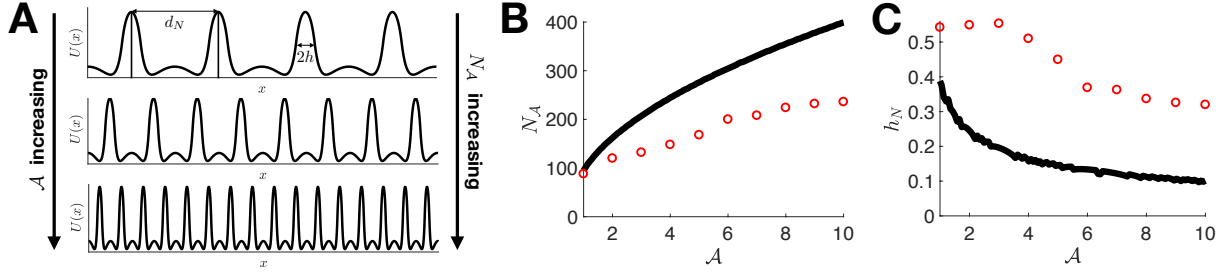 A
𝒜 increasing
U(x)
d_N
2h
x
U(x)
x
U(x)
x
N_𝒜 increasing
B
N_𝒜
400
300
200
100
0
2 4 6 8 10
𝒜
C
h_N
0.5
0.4
0.3
0.2
0.1
0
2 4 6 8 10
𝒜